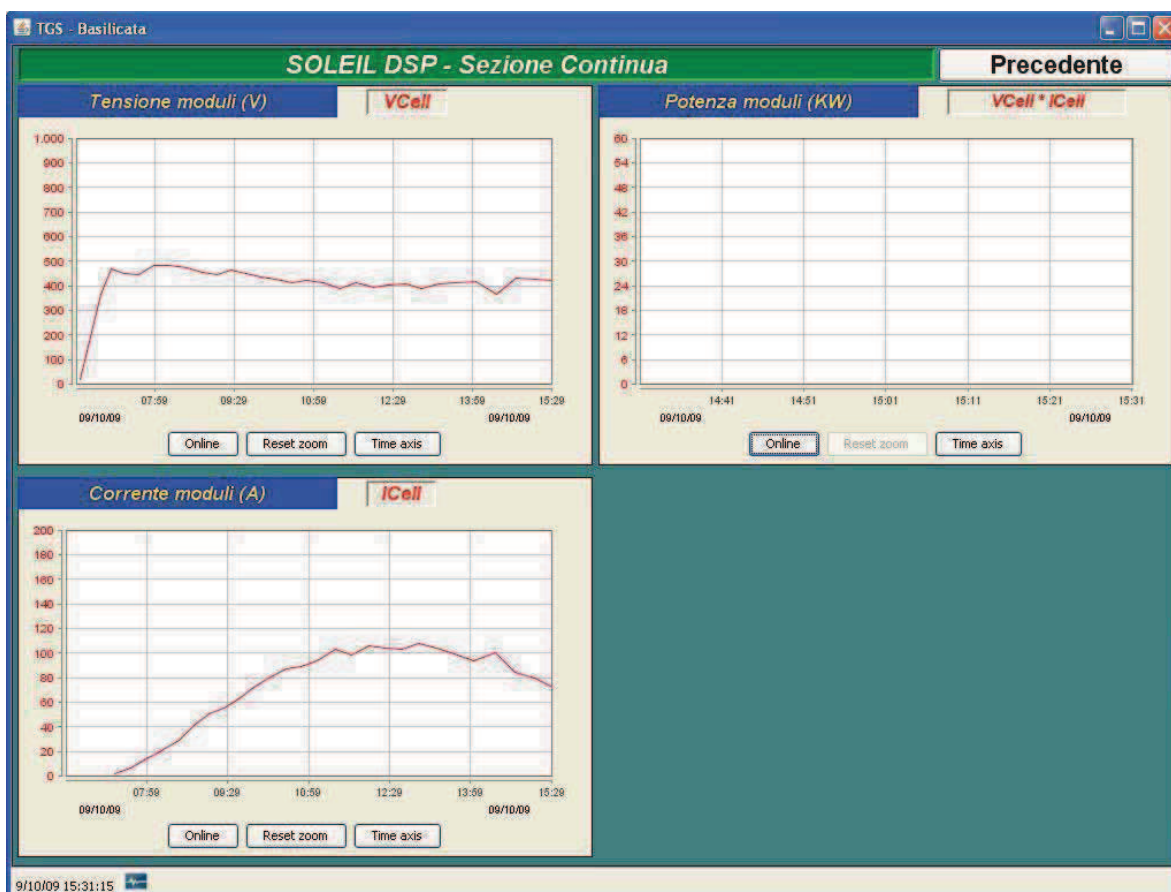 TGS - Basilicata
SOLEIL DSP - Sezione Continua
Precedente
Tensione moduli (V)
VCell
1.000
900
800
700
600
500
400
300
200
100
0
07:59 09:29 10:59 12:29 13:59 15:29
09/10/09 09/10/09
Online Reset zoom Time axis
Potenza moduli (KW)
VCell * ICell
60
54
48
42
36
30
24
18
12
6
0
14:41 14:51 15:01 15:11 15:21 15:31
09/10/09 09/10/09
Online Reset zoom Time axis
Corrente moduli (A)
ICell
200
180
160
140
120
100
80
60
40
20
0
07:59 09:29 10:59 12:29 13:59 15:29
09/10/09 09/10/09
Online Reset zoom Time axis
9/10/09 15:31:15